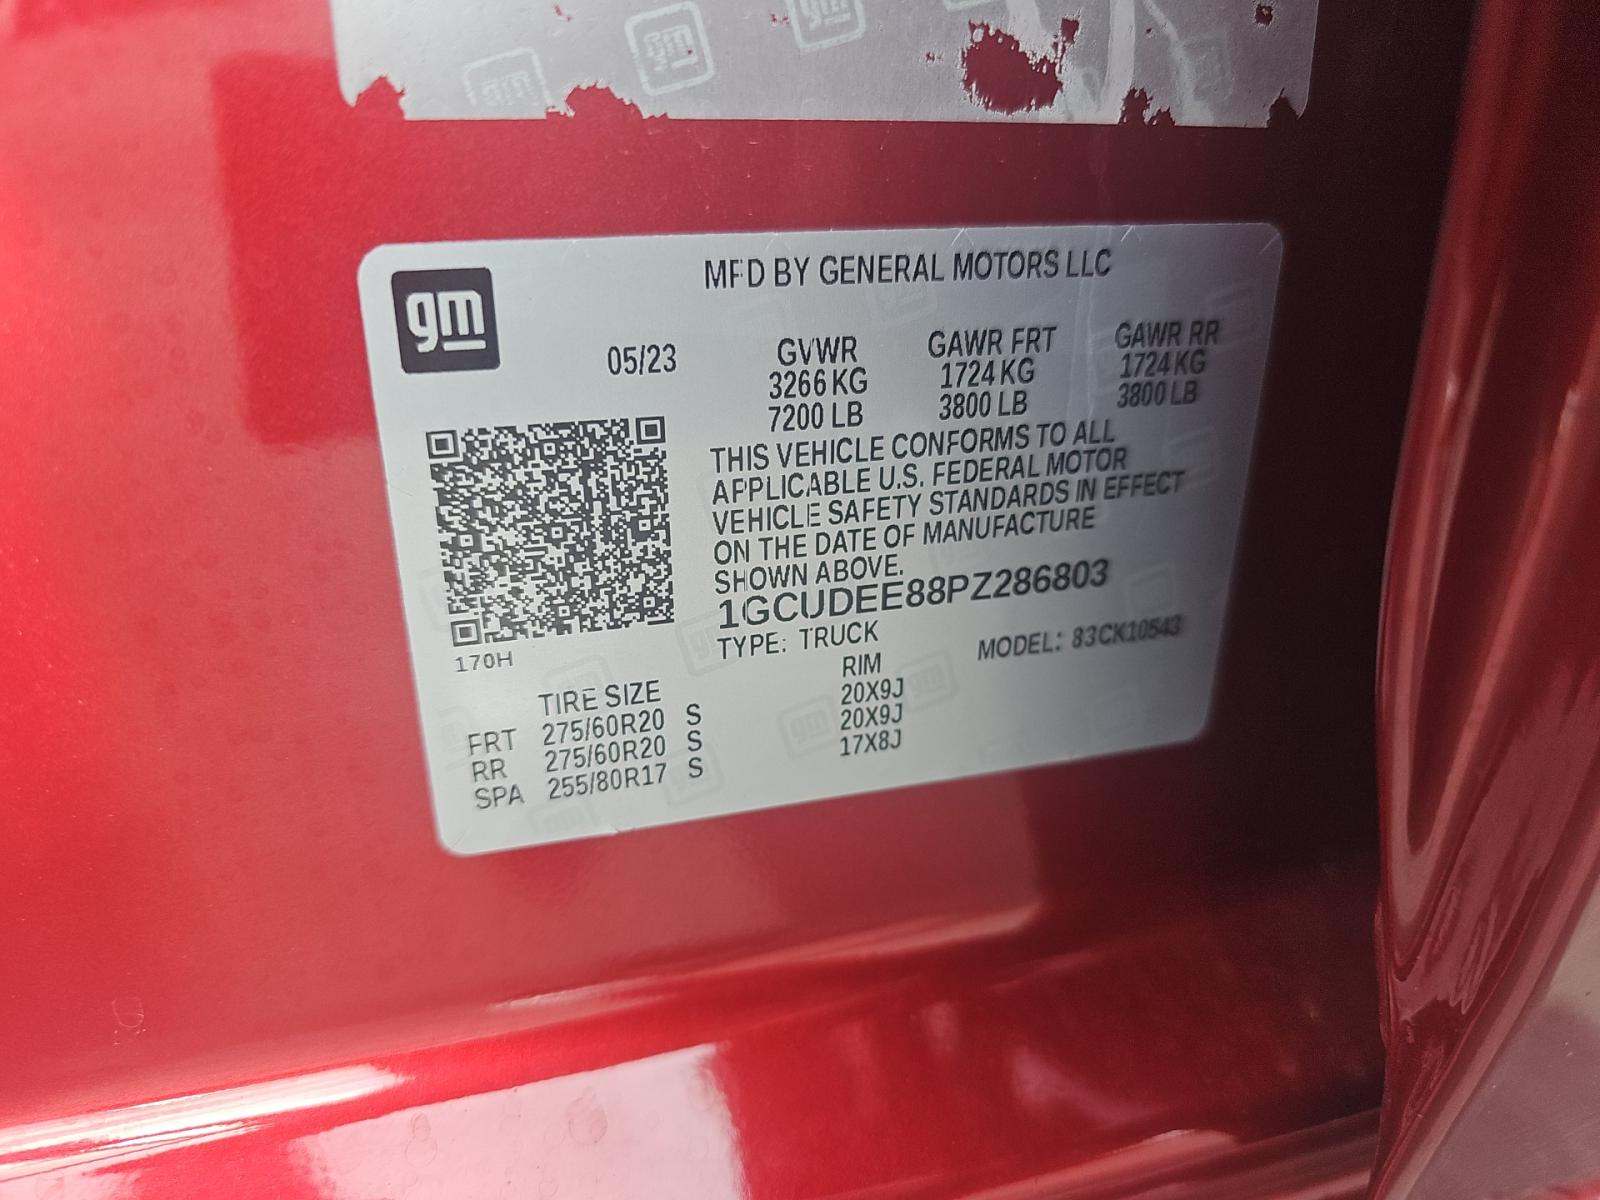 gm
MFD BY GENERAL MOTORS LLC
05/23 GVWR GAWR FRT GAWR RR
3266 KG 1724 KG 1724 KG
7200 LB 3800 LB 3800 LB
THIS VEHICLE CONFORMS TO ALL
APPLICABLE U.S. FEDERAL MOTOR
VEHICLE SAFETY STANDARDS IN EFFECT
ON THE DATE OF MANUFACTURE
SHOWN ABOVE.
1GCUDEE88PZ286803
TYPE: TRUCK MODEL: 83CK10543
170H
TIRE SIZE RIM
FRT 275/60R20 S 20X9J
RR 275/60R20 S 20X9J
SPA 255/80R17 S 17X8J